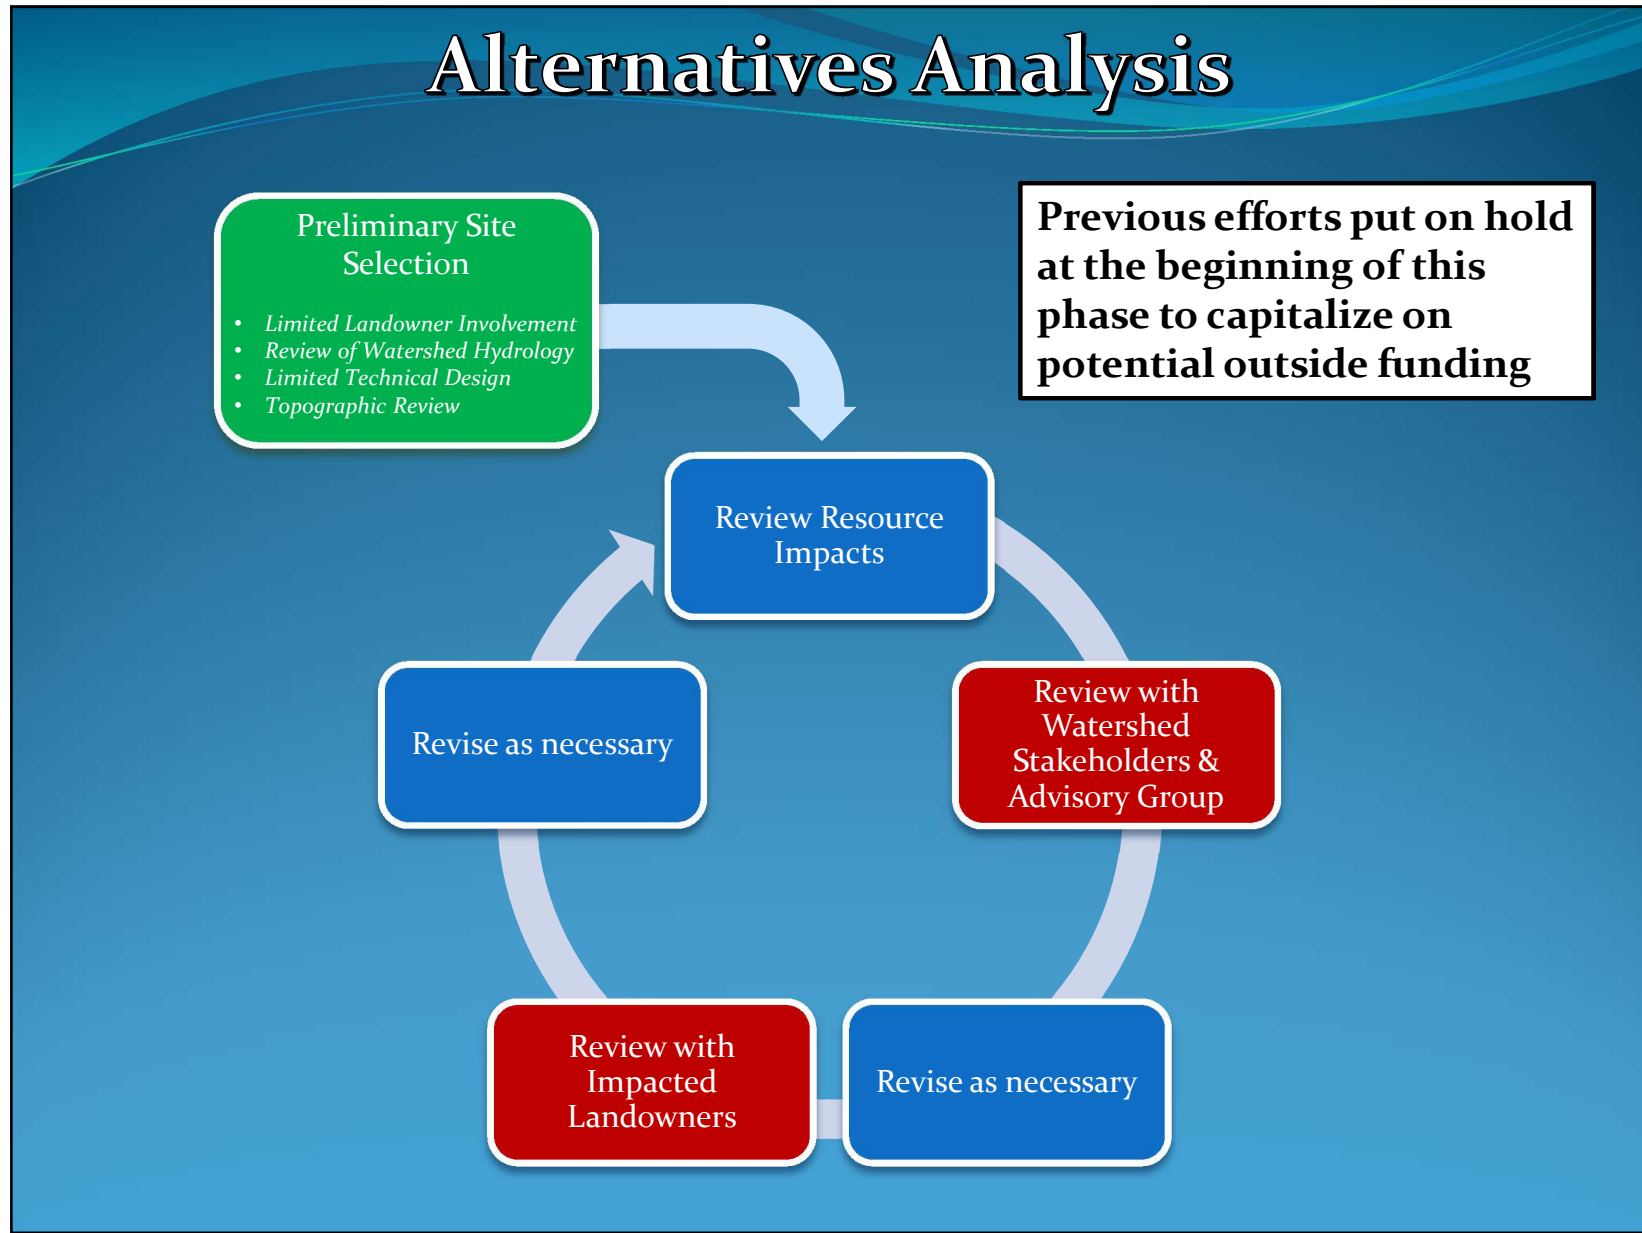 Alternatives Analysis
Preliminary Site
Selection
• Limited Landowner Involvement
• Review of Watershed Hydrology
• Limited Technical Design
• Topographic Review
Previous efforts put on hold
at the beginning of this
phase to capitalize on
potential outside funding
Review Resource
Impacts
Review with
Watershed
Stakeholders &
Advisory Group
Revise as necessary
Review with
Impacted
Landowners
Revise as necessary